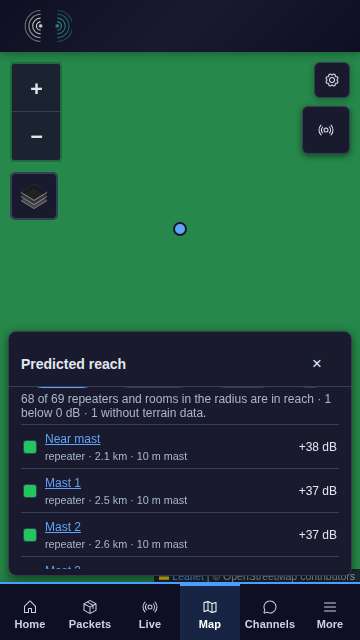 +
−
Predicted reach ×
68 of 69 repeaters and rooms in the radius are in reach · 1
below 0 dB · 1 without terrain data.
Near mast
repeater · 2.1 km · 10 m mast
+38 dB
Mast 1
repeater · 2.5 km · 10 m mast
+37 dB
Mast 2
repeater · 2.6 km · 10 m mast
+37 dB
Leaflet | © OpenStreetMap contributors
Home Packets Live Map Channels More